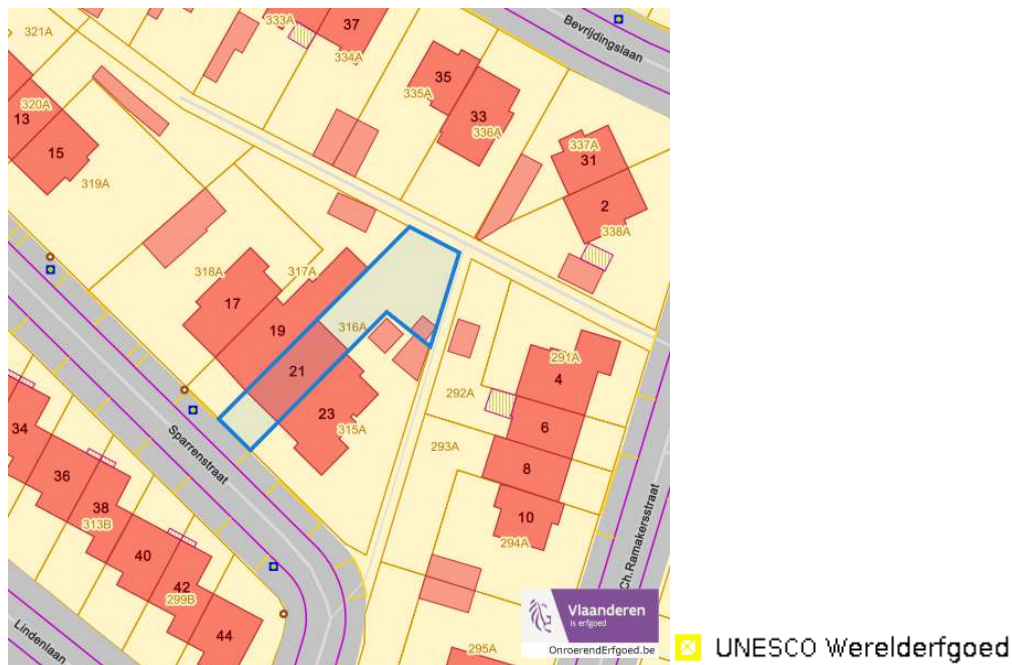 321A
333A
37
334A
Bevrijdingslaan
35
335A
33
336A
337A
31
2
338A
320A
13
15
319A
318A
317A
17
19
316A
21
23
315A
291A
4
292A
6
293A
8
10
294A
295A
Sparrenstraat
34
36
38
313B
40
42
299B
44
Lindenlaan
Ch.Ramakersstraat
Vlaanderen
is erfgoed
OnroerendErfgoed.be
UNESCO Werelderfgoed